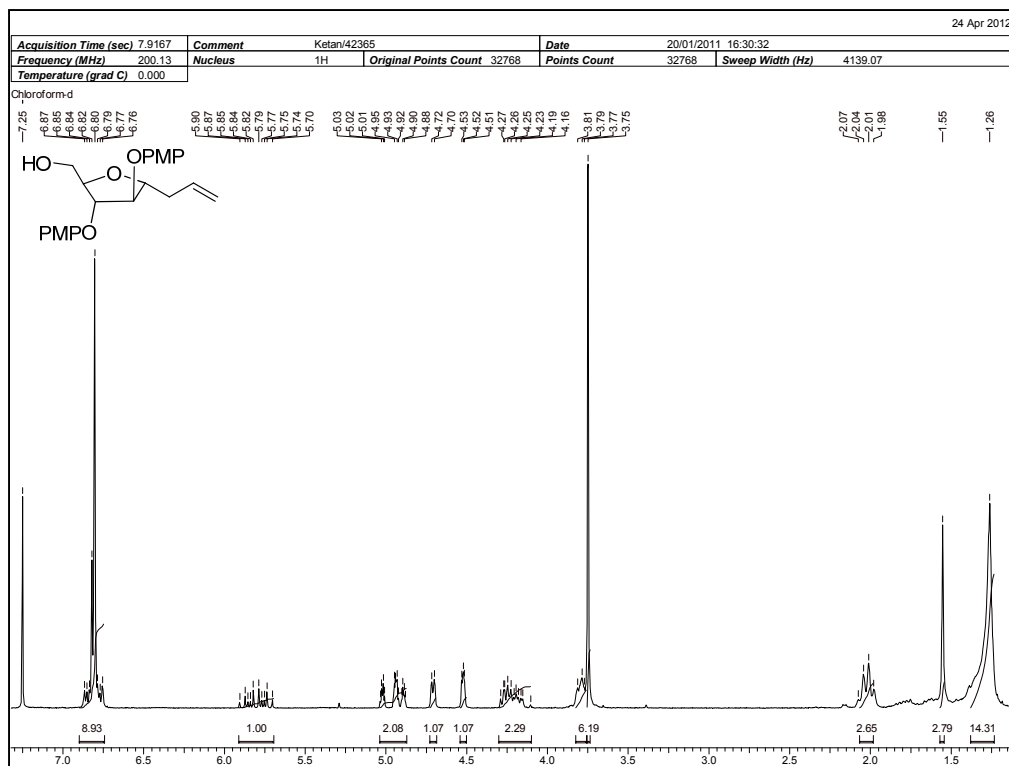 24 Apr 2012
Acquisition Time (sec) 7.9167 Comment Ketan/42365 Date 20/01/2011 16:30:32
Frequency (MHz) 200.13 Nucleus 1H Original Points Count 32768 Points Count 32768 Sweep Width (Hz) 4139.07
Temperature (grad C) 0.000
Chloroform-d
7.25 6.87 6.85 6.84 6.82 6.80 6.79 6.77 6.76 5.90 5.87 5.85 5.84 5.82 5.79 5.77 5.75 5.74 5.70 5.03 5.02 5.01 4.95 4.93 4.92 4.90 4.88 4.72 4.70 4.53 4.52 4.51 4.27 4.26 4.25 4.23 4.19 4.16 3.81 3.79 3.77 3.75 2.07 2.04 2.01 1.98 1.55 1.26
OPMP
HO
O
PMPO
8.93 1.00 2.08 1.07 1.07 2.29 6.19 2.65 2.79 14.31
7.0 6.5 6.0 5.5 5.0 4.5 4.0 3.5 3.0 2.5 2.0 1.5